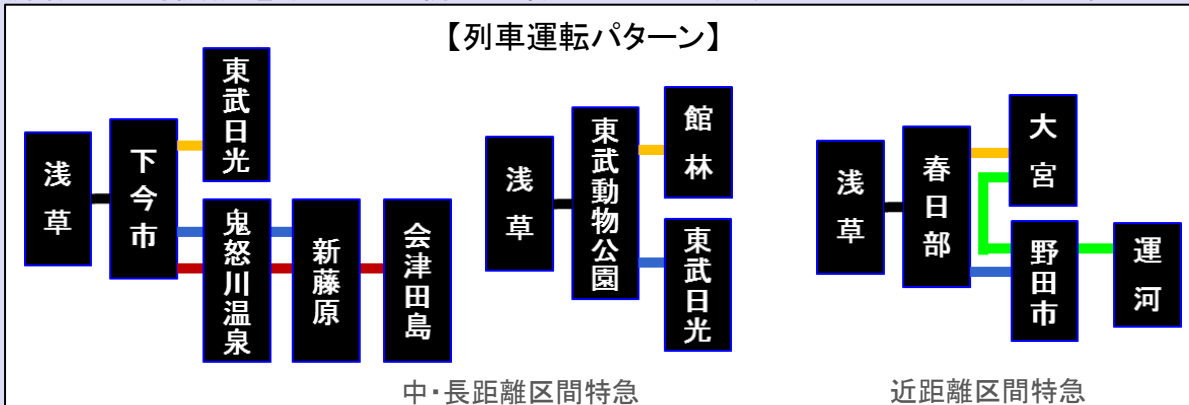 【列車運転パターン】
浅草
下今市
東武日光
鬼怒川温泉
新藤原
会津田島
浅草
東武動物公園
館林
東武日光
浅草
春日部
大宮
野田市
運河
中・長距離区間特急
近距離区間特急